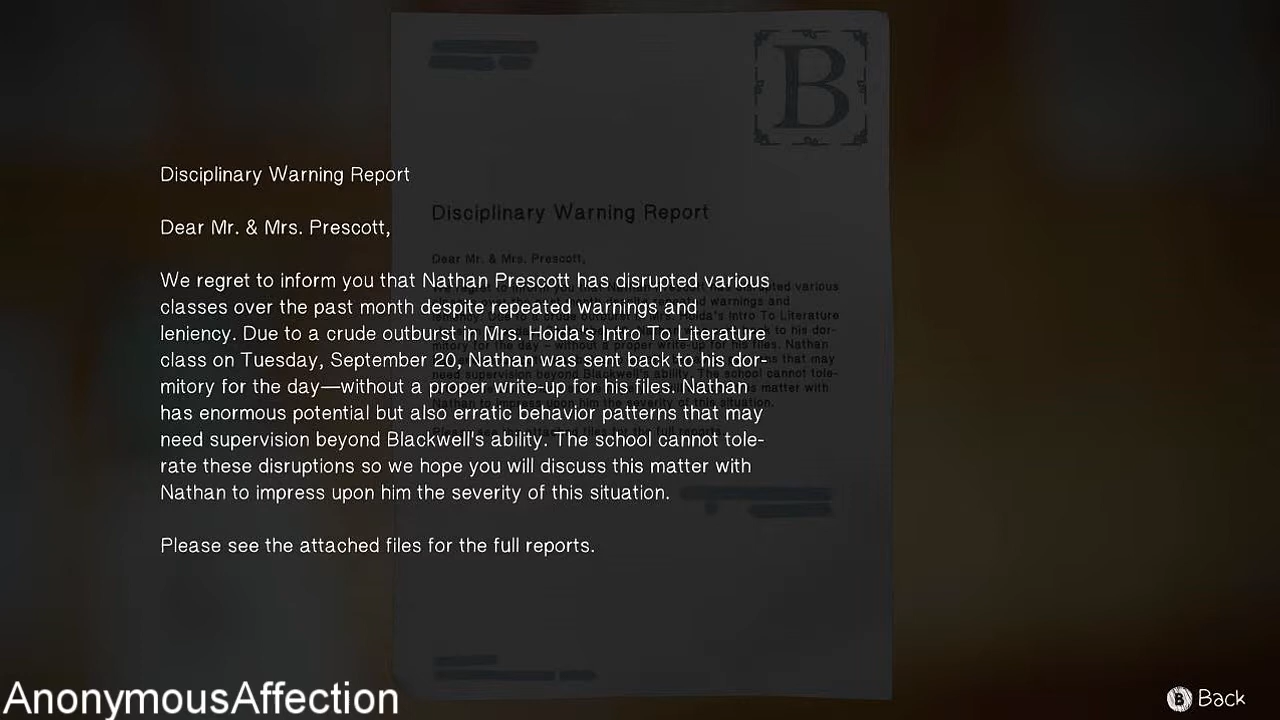 Disciplinary Warning Report
Dear Mr. & Mrs. Prescott,
We regret to inform you that Nathan Prescott has disrupted various
classes over the past month despite repeated warnings and
leniency. Due to a crude outburst in Mrs. Hoida's Intro To Literature
class on Tuesday, September 20, Nathan was sent back to his dor-
mitory for the day—without a proper write-up for his files. Nathan
has enormous potential but also erratic behavior patterns that may
need supervision beyond Blackwell's ability. The school cannot tole-
rate these disruptions so we hope you will discuss this matter with
Nathan to impress upon him the severity of this situation.
Please see the attached files for the full reports.
B
Disciplinary Warning Report
Dear Mr. & Mrs. Prescott,
AnonymousAffection
B Back